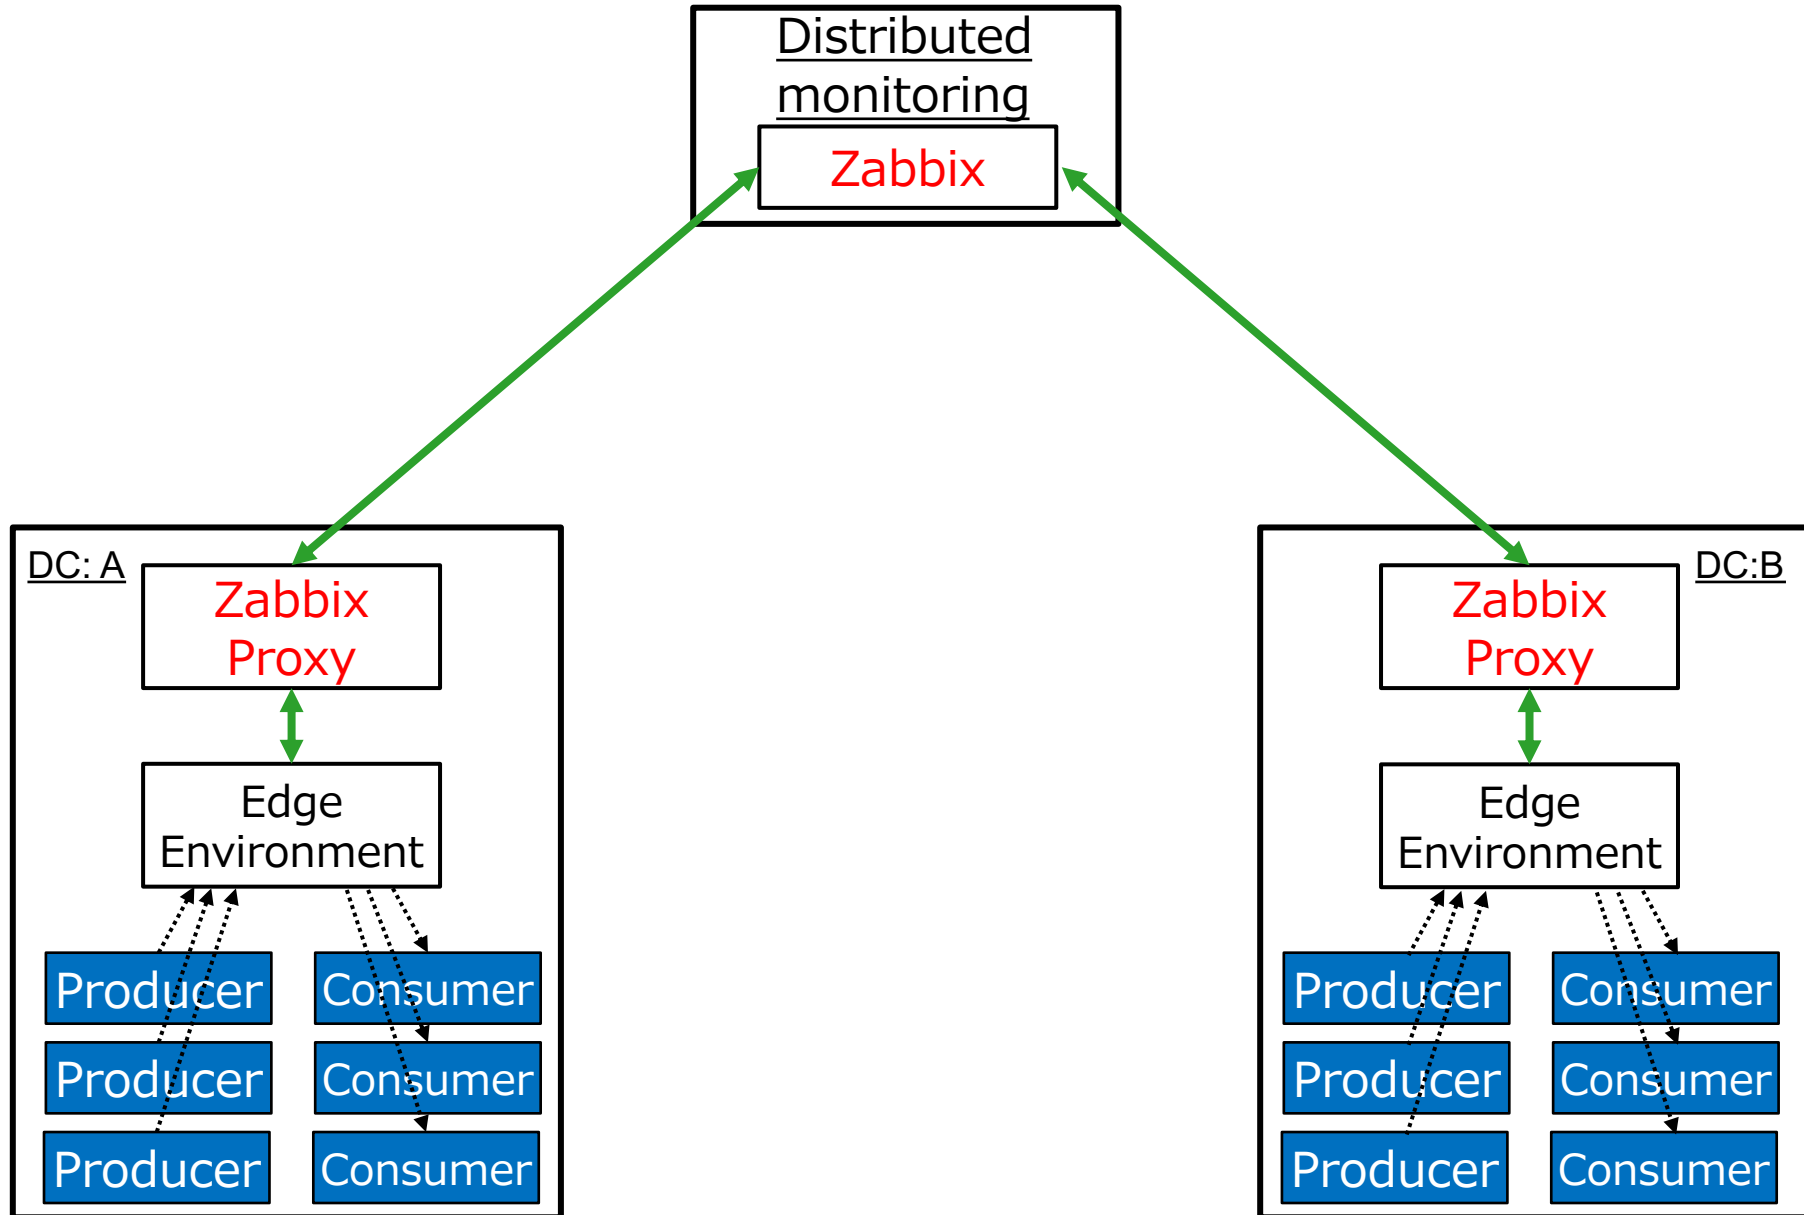 Distributed
monitoring
Zabbix
DC: A
Zabbix
Proxy
Edge
Environment
Producer
Consumer
Producer
Consumer
Producer
Consumer
DC:B
Zabbix
Proxy
Edge
Environment
Producer
Consumer
Producer
Consumer
Producer
Consumer